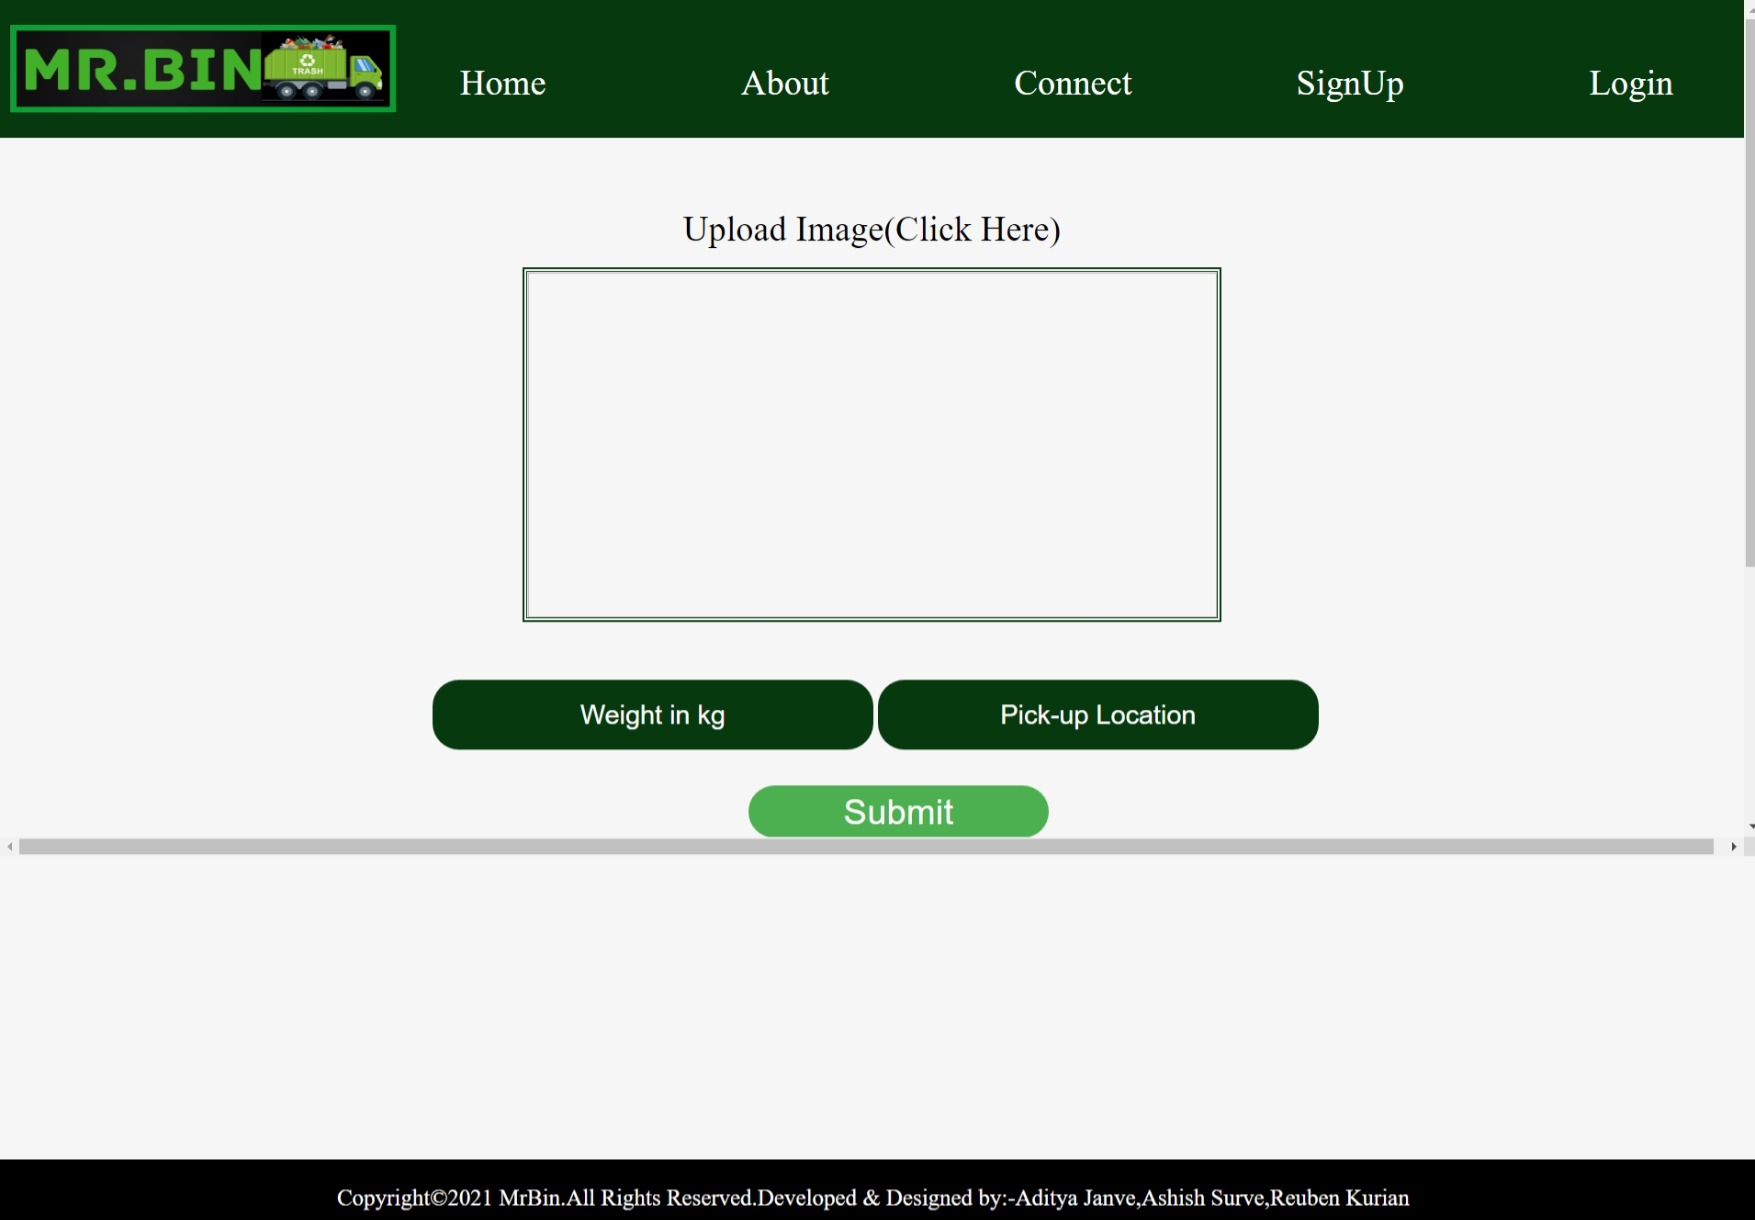 MR.BIN
TRASH
Home About Connect SignUp Login
Upload Image(Click Here)
Weight in kg Pick-up Location
Submit
Copyright©2021 MrBin.All Rights Reserved.Developed & Designed by:-Aditya Janve,Ashish Surve,Reuben Kurian